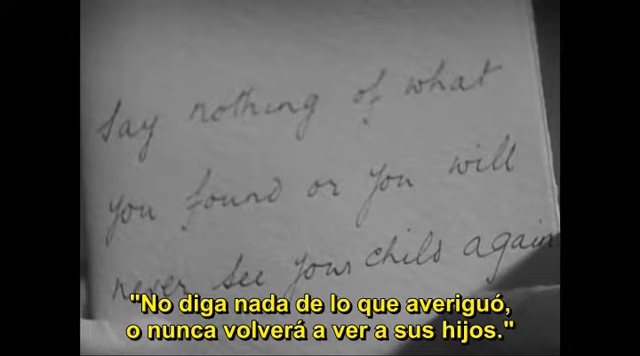 Say nothing of what
you found or you will
never see your child again
"No diga nada de lo que averiguó,
o nunca volverá a ver a sus hijos."